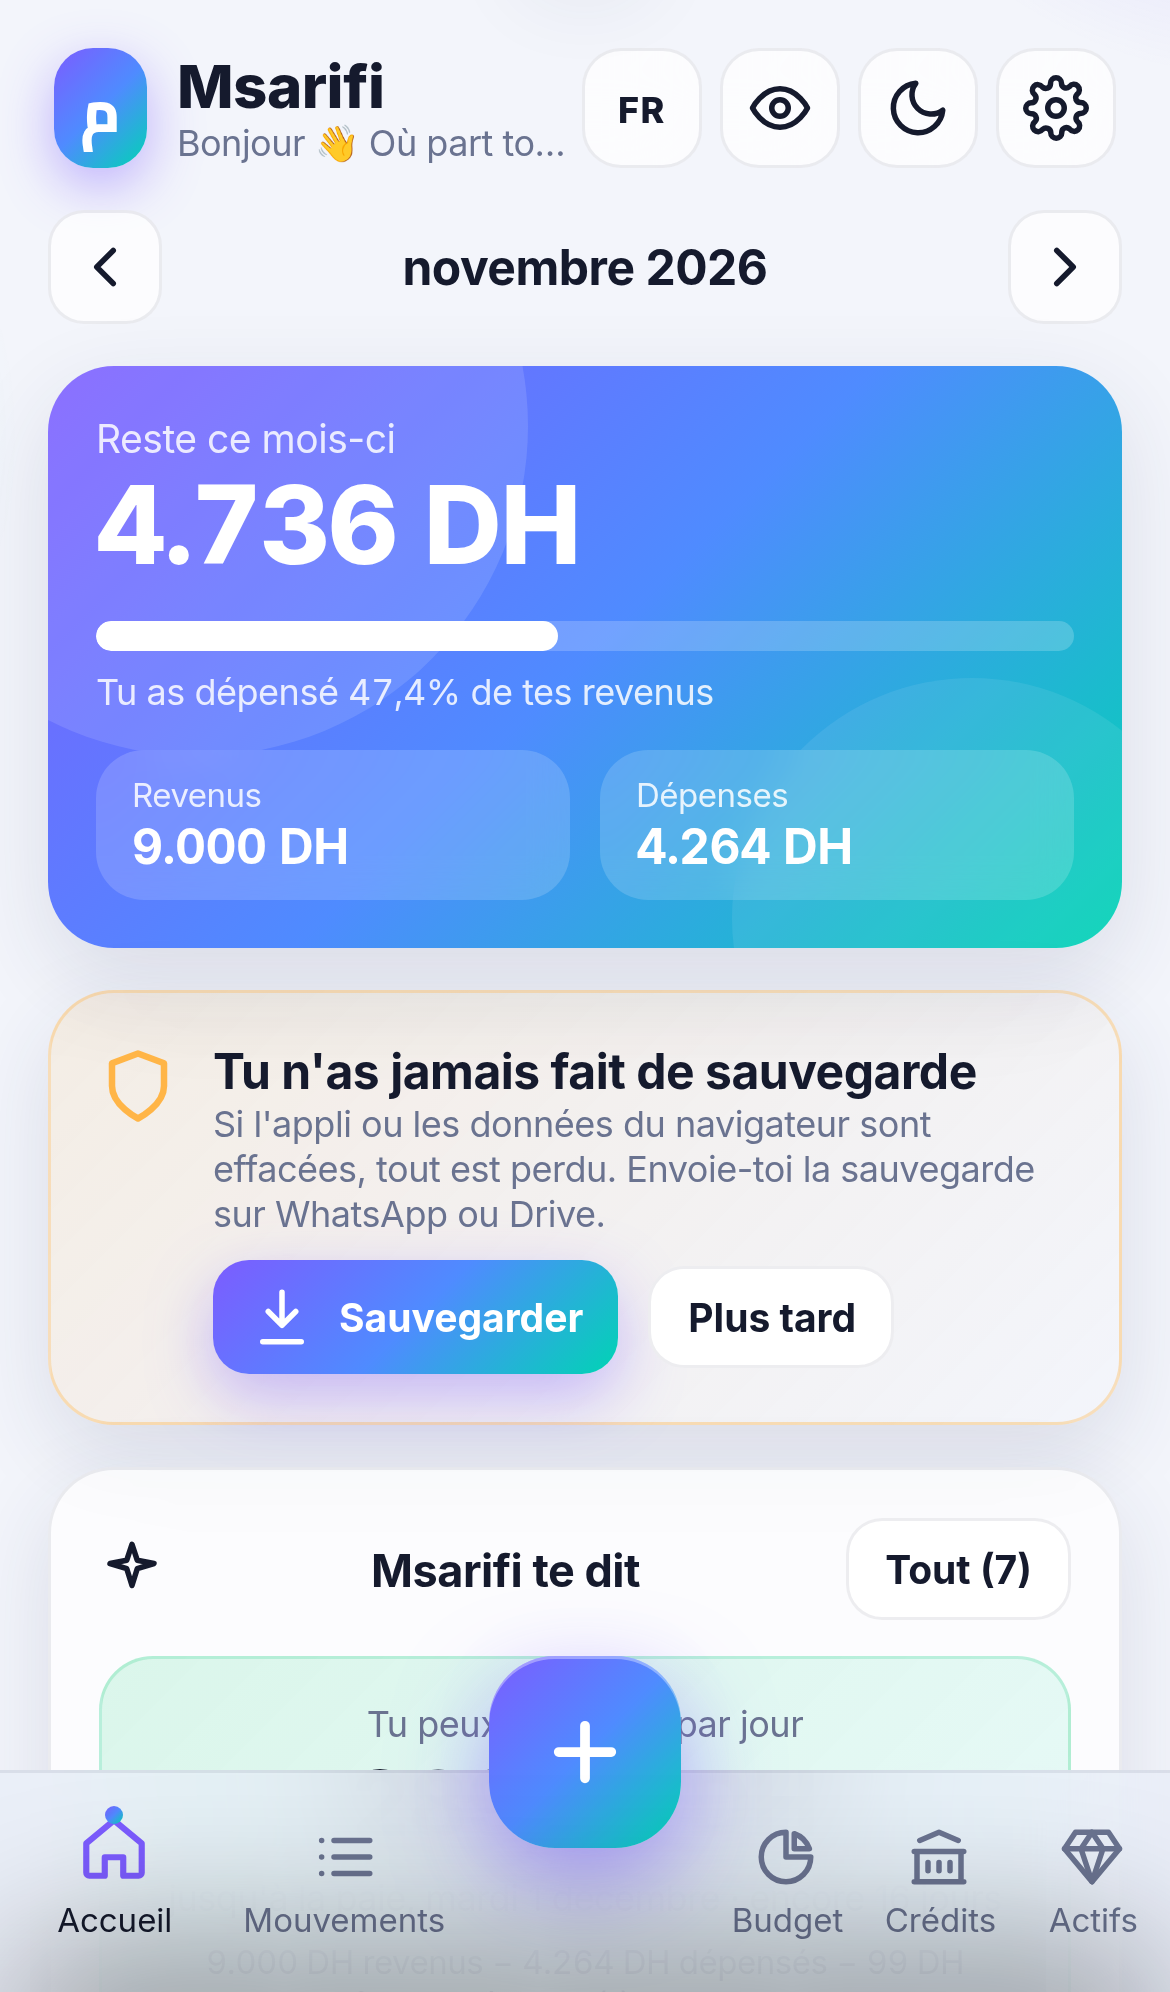 م
Msarifi
Bonjour 👋 Où part to...
FR
novembre 2026
Reste ce mois-ci
4.736 DH
Tu as dépensé 47,4% de tes revenus
Revenus
9.000 DH
Dépenses
4.264 DH
Tu n'as jamais fait de sauvegarde
Si l'appli ou les données du navigateur sont
effacées, tout est perdu. Envoie-toi la sauvegarde
sur WhatsApp ou Drive.
Sauvegarder
Plus tard
Msarifi te dit
Tout (7)
Tu peux par jour
Accueil
Mouvements
Budget
Crédits
Actifs
9.000 DH revenus − 4.264 DH dépenses − 99 DH